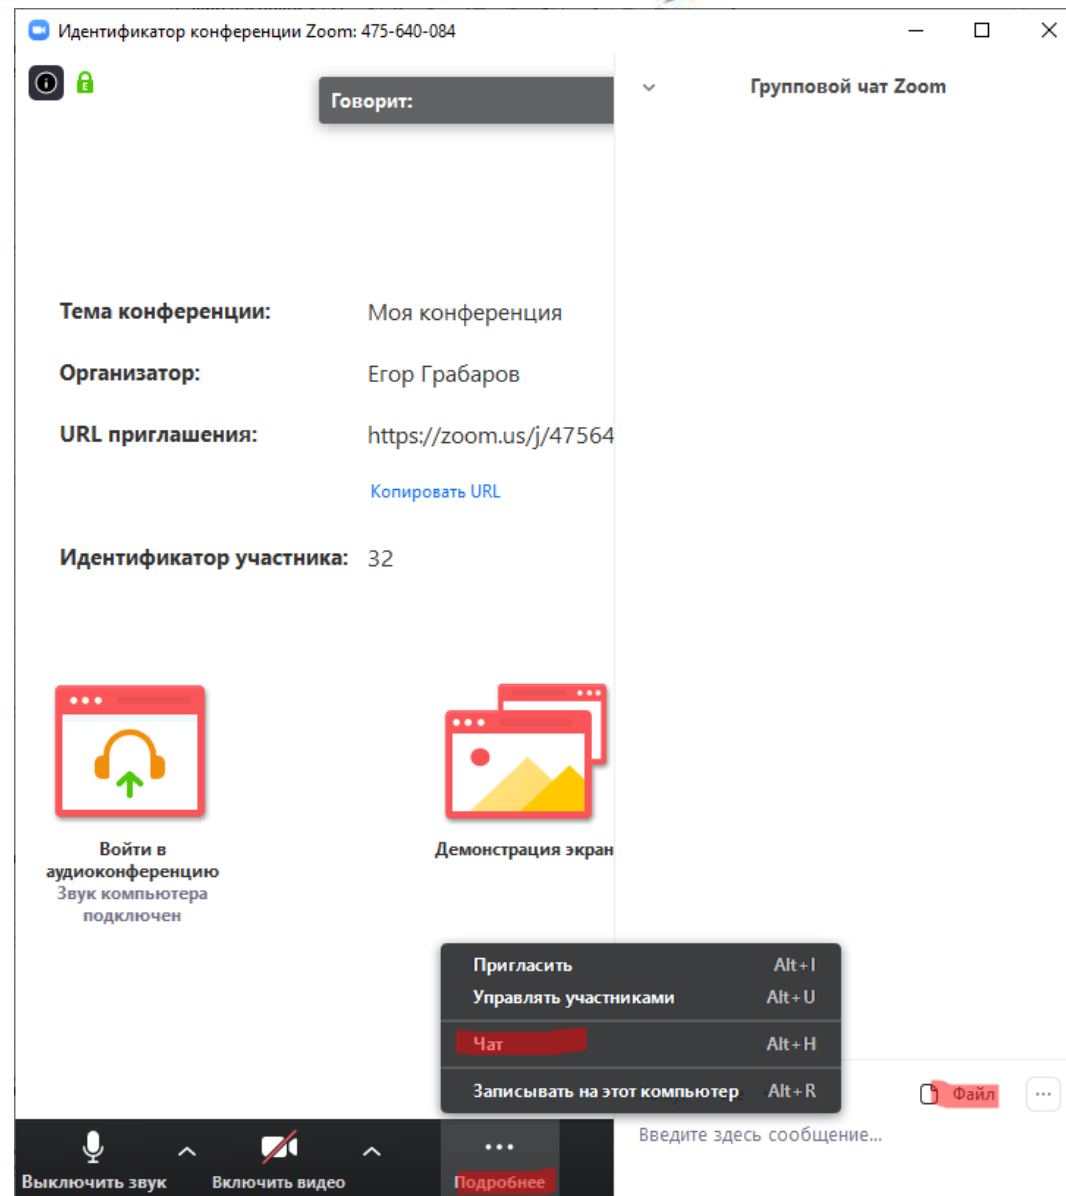 Идентификатор конференции Zoom: 475-640-084
Говорит:
Групповой чат Zoom
Тема конференции: Моя конференция
Организатор: Егор Грабаров
URL приглашения: https://zoom.us/j/47564
Копировать URL
Идентификатор участника: 32
Войти в
аудиоконференцию
Звук компьютера
подключен
Демонстрация экран
Пригласить Alt+I
Управлять участниками Alt+U
Чат Alt+H
Записывать на этот компьютер Alt+R
Файл
Введите здесь сообщение...
Выключить звук
Включить видео
Подробнее